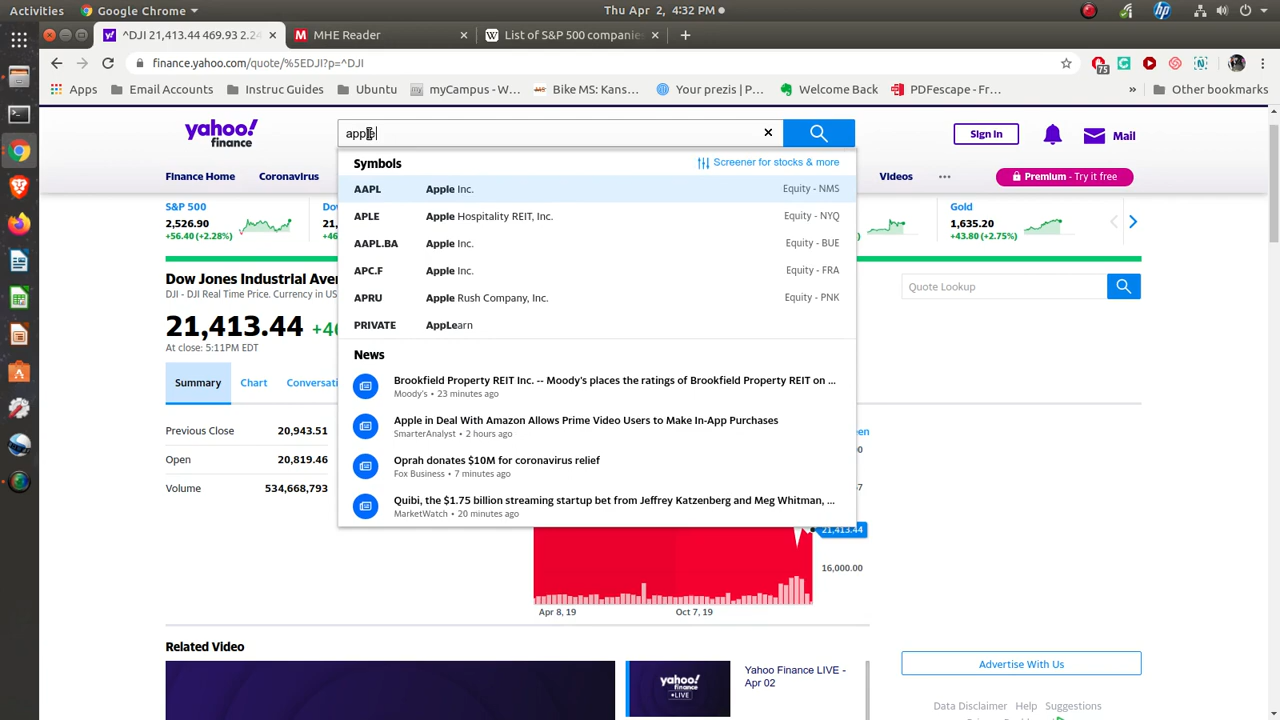 Activities
Google Chrome
Thu Apr 2, 4:32 PM
^DJI 21,413.44 469.93 2.24
MHE Reader
List of S&P 500 companie
finance.yahoo.com/quote/%5EDJI?p=^DJI
75
Apps
Email Accounts
Instruc Guides
Ubuntu
myCampus - W...
Bike MS: Kans...
Your prezis | P...
Welcome Back
PDFescape - Fr...
»
Other bookmarks
yahoo!
finance
apple
Sign In
Mail
Finance Home
Coronavirus
Videos
Premium - Try it free
Symbols
Screener for stocks & more
AAPL Apple Inc. Equity - NMS
APLE Apple Hospitality REIT, Inc. Equity - NYQ
AAPL.BA Apple Inc. Equity - BUE
APC.F Apple Inc. Equity - FRA
APRU Apple Rush Company, Inc. Equity - PNK
PRIVATE AppLearn
News
Brookfield Property REIT Inc. -- Moody's places the ratings of Brookfield Property REIT on ...
Moody's • 23 minutes ago
Apple in Deal With Amazon Allows Prime Video Users to Make In-App Purchases
SmarterAnalyst • 2 hours ago
Oprah donates $10M for coronavirus relief
Fox Business • 7 minutes ago
Quibi, the $1.75 billion streaming startup bet from Jeffrey Katzenberg and Meg Whitman, ...
MarketWatch • 20 minutes ago
S&P 500
2,526.90
+56.40 (+2.28%)
Gold
1,635.20
+43.80 (+2.75%)
Dow Jones Industrial Aver
DJI - DJI Real Time Price. Currency in US
21,413.44
At close: 5:11PM EDT
Quote Lookup
Summary
Chart
Conversati
Previous Close 20,943.51
Open 20,819.46
Volume 534,668,793
21,413.44
16,000.00
Apr 8, 19
Oct 7, 19
Related Video
yahoo!
finance
LIVE
Yahoo Finance LIVE -
Apr 02
Advertise With Us
Data Disclaimer Help Suggestions